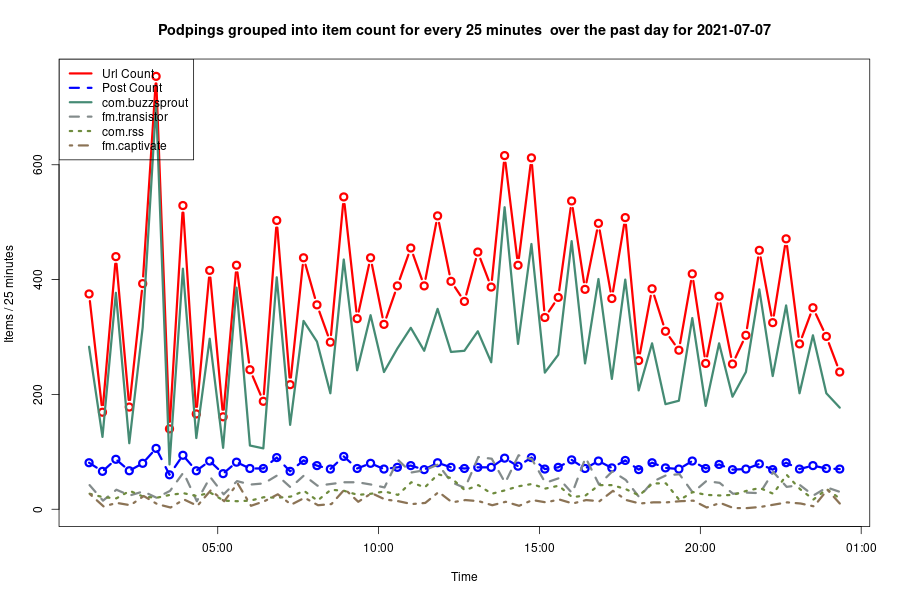 Podpings grouped into item count for every 25 minutes  over the past day for 2021-07-07
Url Count
Post Count
com.buzzsprout
fm.transistor
com.rss
fm.captivate
Items / 25 minutes
600
400
200
0
05:00
10:00
15:00
20:00
01:00
Time